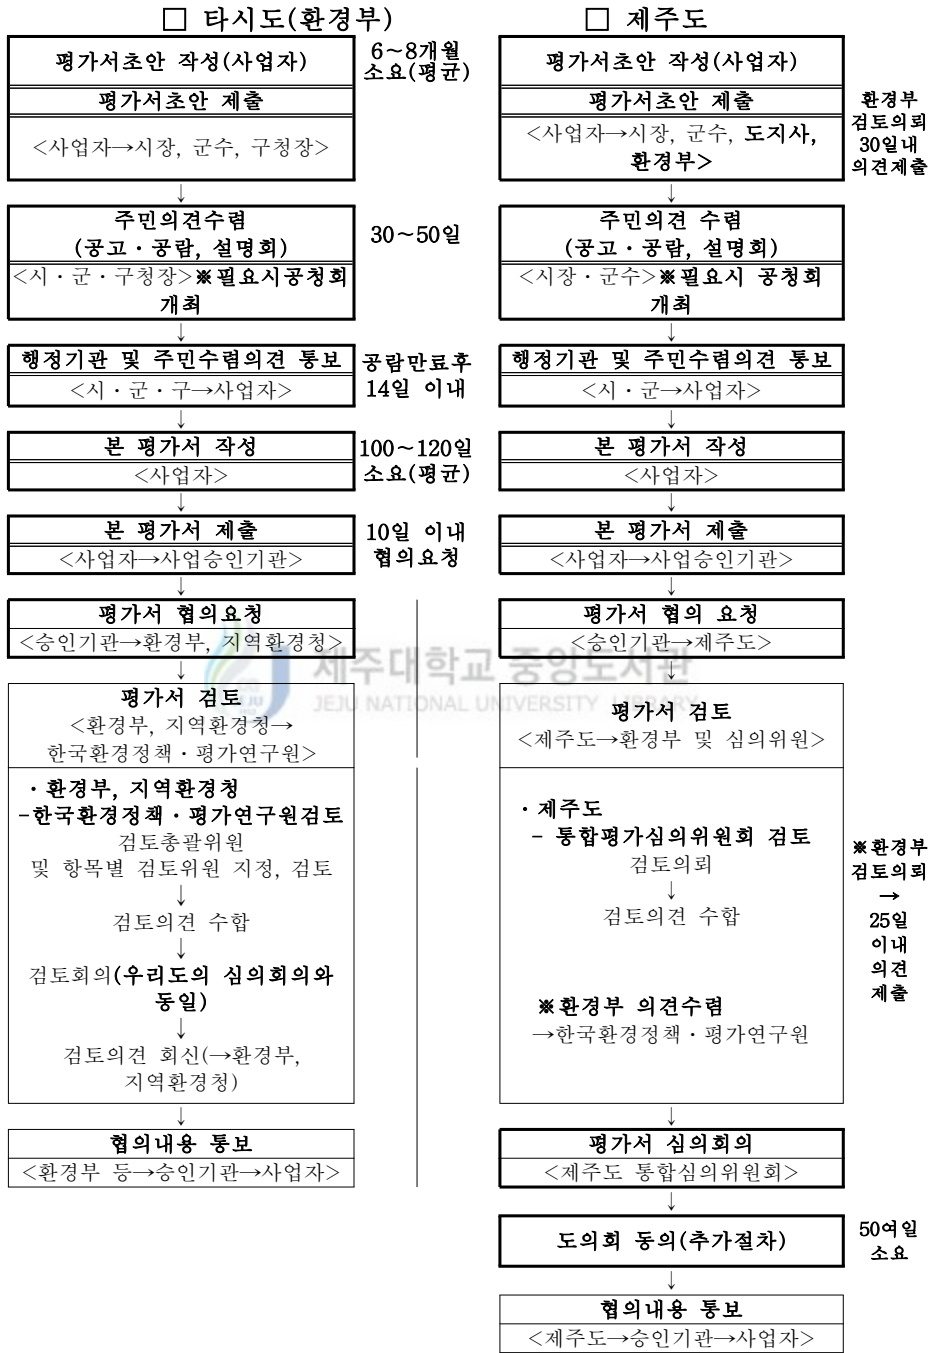 □ 타시도(환경부)
평가서초안 작성(사업자)
6～8개월
소요(평균)
평가서초안 제출
<사업자→시장, 군수, 구청장>
↓
주민의견수렴
(공고·공람, 설명회)
30～50일
<시·군·구청장>※필요시공청회
개최
↓
행정기관 및 주민수렴의견 통보
공람만료후
14일 이내
<시·군·구→사업자>
↓
본 평가서 작성
100～120일
소요(평균)
<사업자>
↓
본 평가서 제출
10일 이내
협의요청
<사업자→사업승인기관>
↓
평가서 협의요청
<승인기관→환경부, 지역환경청>
↓
평가서 검토
<환경부, 지역환경청→
한국환경정책·평가연구원>
·환경부, 지역환경청
-한국환경정책·평가연구원검토
검토총괄위원
및 항목별 검토위원 지정, 검토
↓
검토의견 수합
↓
검토회의(우리도의 심의회의와
동일)
↓
검토의견 회신(→환경부,
지역환경청)
↓
협의내용 통보
<환경부 등→승인기관→사업자>
□ 제주도
평가서초안 작성(사업자)
평가서초안 제출
<사업자→시장, 군수, 도지사,
환경부>
환경부
검토의뢰
30일내
의견제출
↓
주민의견 수렴
(공고·공람, 설명회)
<시장·군수>※필요시 공청회
개최
↓
행정기관 및 주민수렴의견 통보
<시·군→사업자>
↓
본 평가서 작성
<사업자>
↓
본 평가서 제출
<사업자→사업승인기관>
↓
평가서 협의 요청
<승인기관→제주도>
↓
평가서 검토
<제주도→환경부 및 심의위원>
·제주도
- 통합평가심의위원회 검토
검토의뢰
↓
검토의견 수합
※환경부 의견수렴
→한국환경정책·평가연구원
※환경부
검토의뢰
→
25일
이내
의견
제출
↓
평가서 심의회의
<제주도 통합심의위원회>
↓
도의회 동의(추가절차)
50여일
소요
↓
협의내용 통보
<제주도→승인기관→사업자>
제주대학교 중앙도서관
JEJU NATIONAL UNIVERSITY LIBRARY